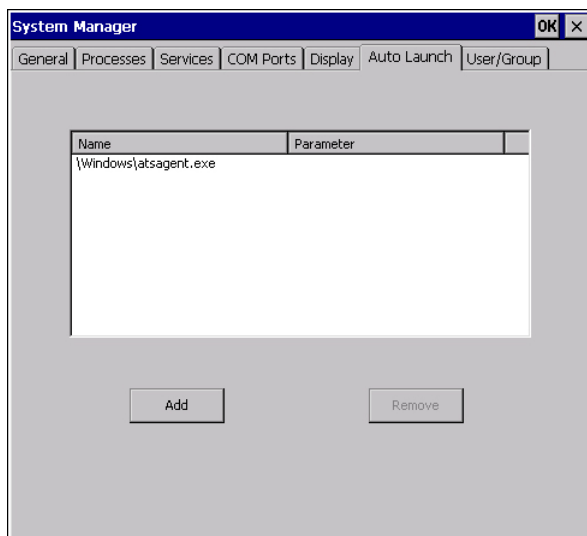 System Manager OK ×
General Processes Services COM Ports Display Auto Launch User/Group
Name Parameter
\Windows\atsagent.exe
Add Remove